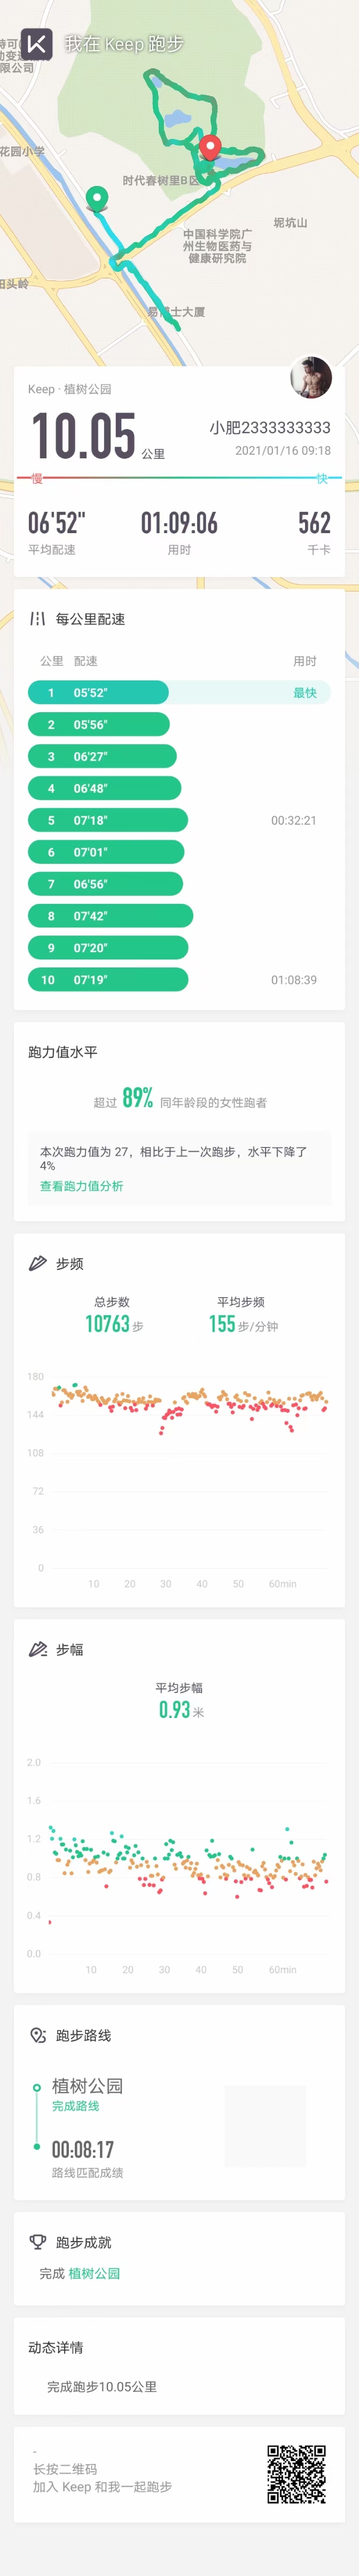 我在 Keep 跑步
限公司
花园小学
时代春树里B区
中国科学院广
州生物医药与
健康研究院
坭坑山
田头岭
易博士大厦
Keep · 植树公园
10.05 公里
小肥2333333333
2021/01/16 09:18
慢
快
06'52"
01:09:06
562
平均配速
用时
千卡
每公里配速
公里 配速 用时
1 05'52" 最快
2 05'56"
3 06'27"
4 06'48"
5 07'18" 00:32:21
6 07'01"
7 06'56"
8 07'42"
9 07'20"
10 07'19" 01:08:39
跑力值水平
超过 89% 同年龄段的女性跑者
本次跑力值为 27，相比于上一次跑步，水平下降了
4%
查看跑力值分析
步频
总步数 平均步频
10763 步 155 步/分钟
180
144
108
72
36
0
10 20 30 40 50 60min
步幅
平均步幅
0.93 米
2.0
1.6
1.2
0.8
0.4
0.0
10 20 30 40 50 60min
跑步路线
植树公园
完成路线
00:08:17
路线匹配成绩
跑步成就
完成 植树公园
动态详情
完成跑步10.05公里
-
长按二维码
加入 Keep 和我一起跑步